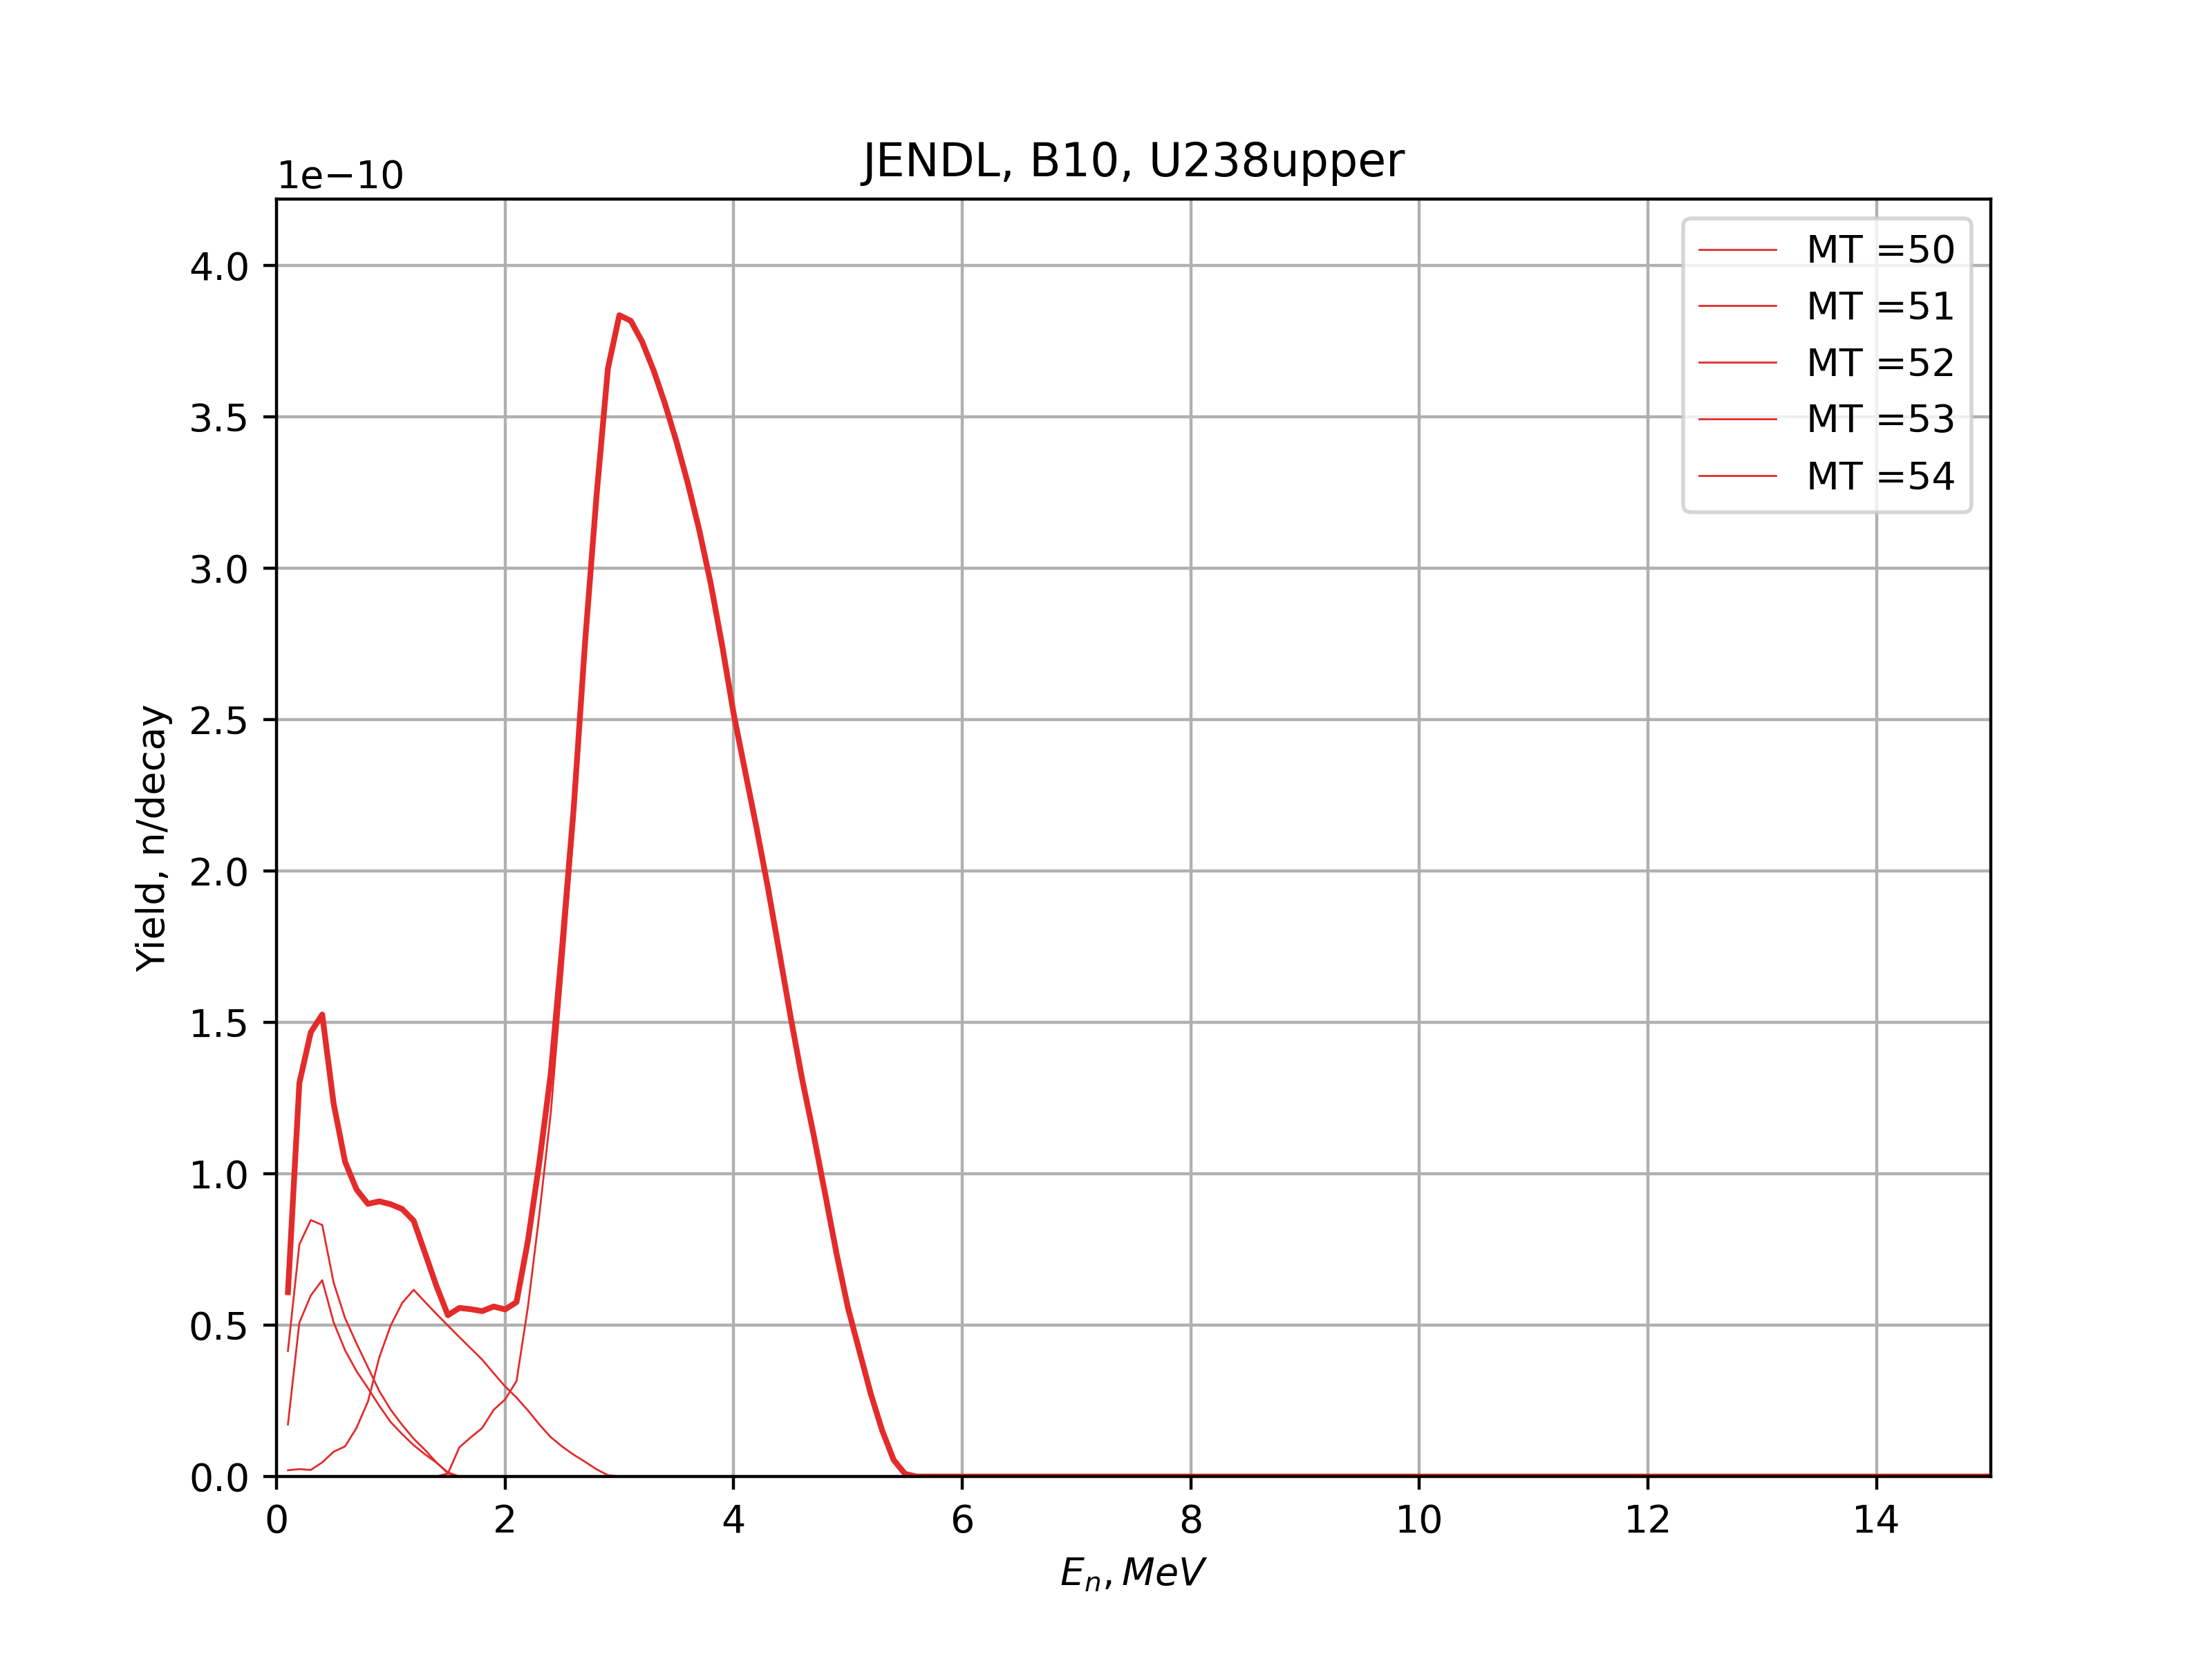 JENDL, B10, U238upper
1e−10
4.0
3.5
3.0
2.5
2.0
1.5
1.0
0.5
0.0
Yield, n/decay
0 2 4 6 8 10 12 14
E_n, MeV
MT =50
MT =51
MT =52
MT =53
MT =54